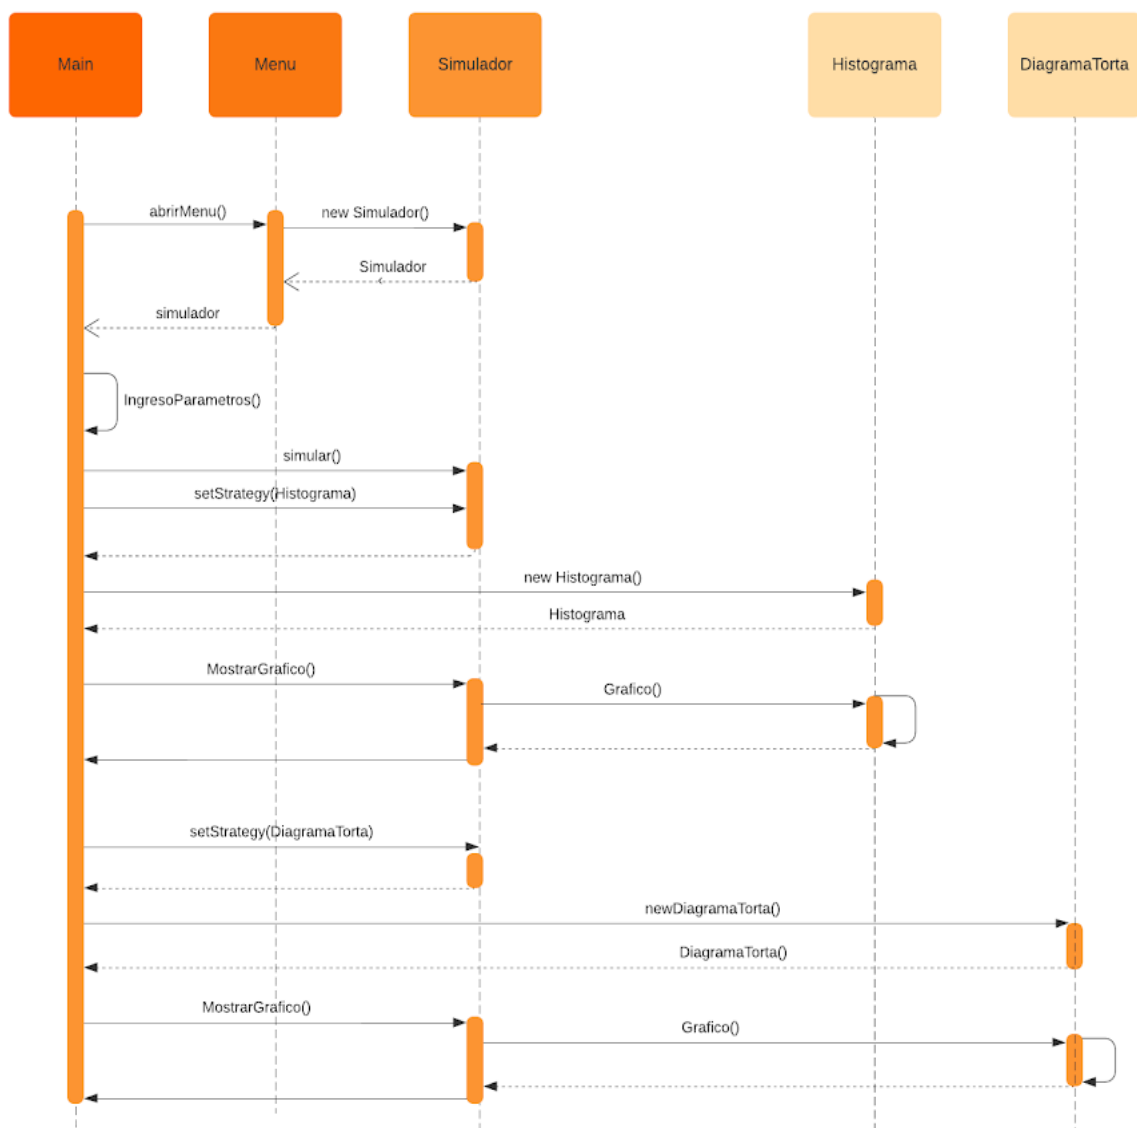 Main
Menu
Simulador
Histograma
DiagramaTorta
abrirMenu()
new Simulador()
Simulador
simulador
IngresoParametros()
simular()
setStrategy(Histograma)
new Histograma()
Histograma
MostrarGrafico()
Grafico()
setStrategy(DiagramaTorta)
newDiagramaTorta()
DiagramaTorta()
MostrarGrafico()
Grafico()